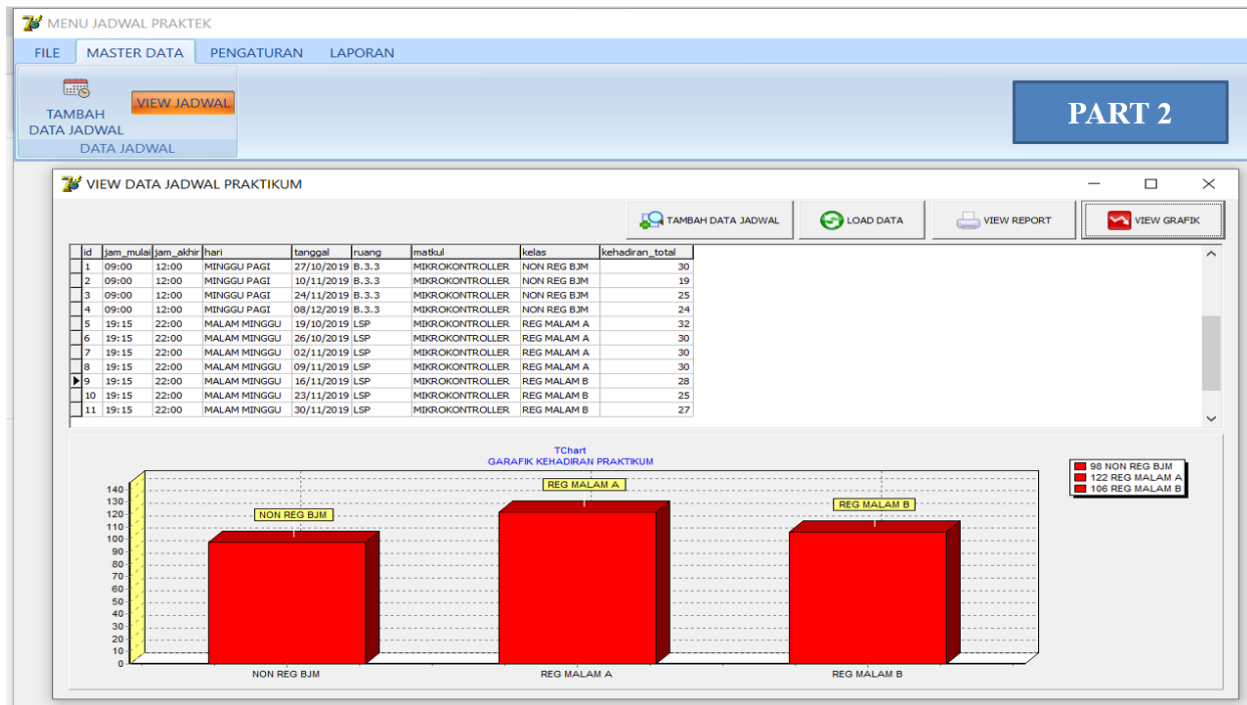 MENU JADWAL PRAKTEK
FILE MASTER DATA PENGATURAN LAPORAN
TAMBAH
DATA JADWAL
VIEW JADWAL
DATA JADWAL
PART 2
VIEW DATA JADWAL PRAKTIKUM
TAMBAH DATA JADWAL LOAD DATA VIEW REPORT VIEW GRAFIK
id jam_mulai jam_akhir hari tanggal ruang matkul kelas kehadiran_total
1 09:00 12:00 MINGGU PAGI 27/10/2019 B.3.3 MIKROKONTROLLER NON REG BJM 30
2 09:00 12:00 MINGGU PAGI 10/11/2019 B.3.3 MIKROKONTROLLER NON REG BJM 19
3 09:00 12:00 MINGGU PAGI 24/11/2019 B.3.3 MIKROKONTROLLER NON REG BJM 25
4 09:00 12:00 MINGGU PAGI 08/12/2019 B.3.3 MIKROKONTROLLER NON REG BJM 24
5 19:15 22:00 MALAM MINGGU 19/10/2019 LSP MIKROKONTROLLER REG MALAM A 32
6 19:15 22:00 MALAM MINGGU 26/10/2019 LSP MIKROKONTROLLER REG MALAM A 30
7 19:15 22:00 MALAM MINGGU 02/11/2019 LSP MIKROKONTROLLER REG MALAM A 30
8 19:15 22:00 MALAM MINGGU 09/11/2019 LSP MIKROKONTROLLER REG MALAM A 30
9 19:15 22:00 MALAM MINGGU 16/11/2019 LSP MIKROKONTROLLER REG MALAM B 28
10 19:15 22:00 MALAM MINGGU 23/11/2019 LSP MIKROKONTROLLER REG MALAM B 25
11 19:15 22:00 MALAM MINGGU 30/11/2019 LSP MIKROKONTROLLER REG MALAM B 27
TChart
GARAFIK KEHADIRAN PRAKTIKUM
98 NON REG BJM
122 REG MALAM A
106 REG MALAM B
NON REG BJM
REG MALAM A
REG MALAM B
140
130
120
110
100
90
80
70
60
50
40
30
20
10
0
NON REG BJM REG MALAM A REG MALAM B